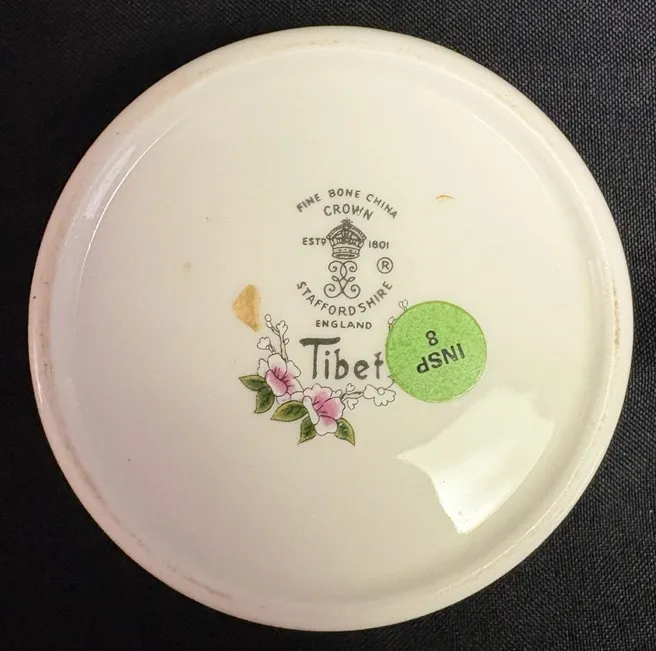 FINE BONE CHINA
CROWN
ESTD 1801
®
STAFFORDSHIRE
ENGLAND
Tibet
INSP
8